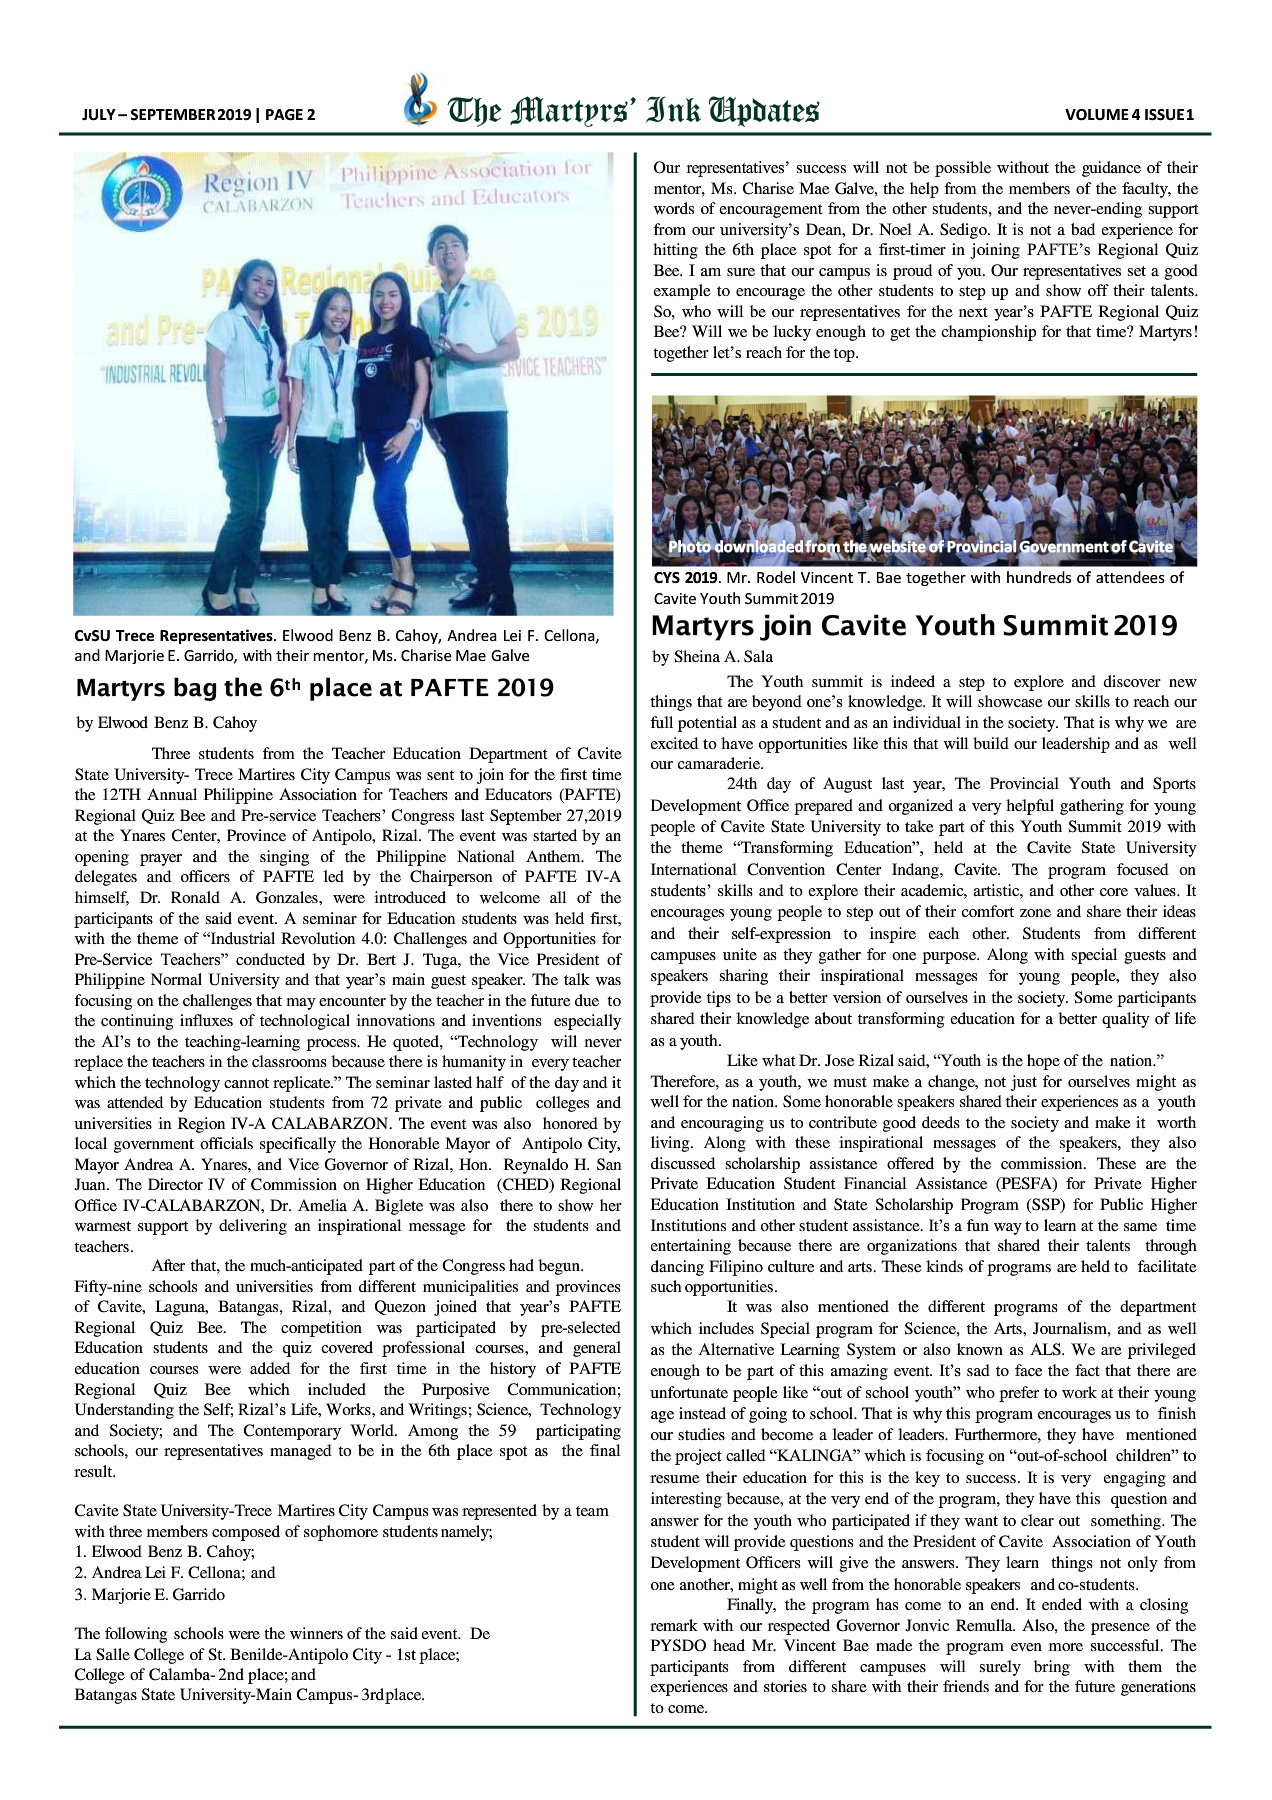 JULY – SEPTEMBER 2019 | PAGE 2
The Martyrs' Ink Updates
VOLUME 4 ISSUE 1
Region IV
CALABARZON
Philippine Association for
Teachers and Educators
"INDUSTRIAL REVOL
ERVICE TEACHERS"
CvSU Trece Representatives. Elwood Benz B. Cahoy, Andrea Lei F. Cellona,
and Marjorie E. Garrido, with their mentor, Ms. Charise Mae Galve
Martyrs bag the 6th place at PAFTE 2019
by Elwood Benz B. Cahoy
Three students from the Teacher Education Department of Cavite
State University- Trece Martires City Campus was sent to join for the first time
the 12TH Annual Philippine Association for Teachers and Educators (PAFTE)
Regional Quiz Bee and Pre-service Teachers' Congress last September 27,2019
at the Ynares Center, Province of Antipolo, Rizal. The event was started by an
opening prayer and the singing of the Philippine National Anthem. The
delegates and officers of PAFTE led by the Chairperson of PAFTE IV-A
himself, Dr. Ronald A. Gonzales, were introduced to welcome all of the
participants of the said event. A seminar for Education students was held first,
with the theme of “Industrial Revolution 4.0: Challenges and Opportunities for
Pre-Service Teachers” conducted by Dr. Bert J. Tuga, the Vice President of
Philippine Normal University and that year’s main guest speaker. The talk was
focusing on the challenges that may encounter by the teacher in the future due to
the continuing influxes of technological innovations and inventions especially
the AI’s to the teaching-learning process. He quoted, “Technology will never
replace the teachers in the classrooms because there is humanity in every teacher
which the technology cannot replicate.” The seminar lasted half of the day and it
was attended by Education students from 72 private and public colleges and
universities in Region IV-A CALABARZON. The event was also honored by
local government officials specifically the Honorable Mayor of Antipolo City,
Mayor Andrea A. Ynares, and Vice Governor of Rizal, Hon. Reynaldo H. San
Juan. The Director IV of Commission on Higher Education (CHED) Regional
Office IV-CALABARZON, Dr. Amelia A. Biglete was also there to show her
warmest support by delivering an inspirational message for the students and
teachers.
After that, the much-anticipated part of the Congress had begun.
Fifty-nine schools and universities from different municipalities and provinces
of Cavite, Laguna, Batangas, Rizal, and Quezon joined that year’s PAFTE
Regional Quiz Bee. The competition was participated by pre-selected
Education students and the quiz covered professional courses, and general
education courses were added for the first time in the history of PAFTE
Regional Quiz Bee which included the Purposive Communication;
Understanding the Self; Rizal’s Life, Works, and Writings; Science, Technology
and Society; and The Contemporary World. Among the 59 participating
schools, our representatives managed to be in the 6th place spot as the final
result.
Cavite State University-Trece Martires City Campus was represented by a team
with three members composed of sophomore students namely;
1. Elwood Benz B. Cahoy;
2. Andrea Lei F. Cellona; and
3. Marjorie E. Garrido
The following schools were the winners of the said event. De
La Salle College of St. Benilde-Antipolo City - 1st place;
College of Calamba- 2nd place; and
Batangas State University-Main Campus- 3rd place.
Our representatives’ success will not be possible without the guidance of their
mentor, Ms. Charise Mae Galve, the help from the members of the faculty, the
words of encouragement from the other students, and the never-ending support
from our university’s Dean, Dr. Noel A. Sedigo. It is not a bad experience for
hitting the 6th place spot for a first-timer in joining PAFTE’s Regional Quiz
Bee. I am sure that our campus is proud of you. Our representatives set a good
example to encourage the other students to step up and show off their talents.
So, who will be our representatives for the next year’s PAFTE Regional Quiz
Bee? Will we be lucky enough to get the championship for that time? Martyrs!
together let’s reach for the top.
Photo downloaded from the website of Provincial Government of Cavite
CYS 2019. Mr. Rodel Vincent T. Bae together with hundreds of attendees of
Cavite Youth Summit 2019
Martyrs join Cavite Youth Summit 2019
by Sheina A. Sala
The Youth summit is indeed a step to explore and discover new
things that are beyond one’s knowledge. It will showcase our skills to reach our
full potential as a student and as an individual in the society. That is why we are
excited to have opportunities like this that will build our leadership and as well
our camaraderie.
24th day of August last year, The Provincial Youth and Sports
Development Office prepared and organized a very helpful gathering for young
people of Cavite State University to take part of this Youth Summit 2019 with
the theme “Transforming Education”, held at the Cavite State University
International Convention Center Indang, Cavite. The program focused on
students’ skills and to explore their academic, artistic, and other core values. It
encourages young people to step out of their comfort zone and share their ideas
and their self-expression to inspire each other. Students from different
campuses unite as they gather for one purpose. Along with special guests and
speakers sharing their inspirational messages for young people, they also
provide tips to be a better version of ourselves in the society. Some participants
shared their knowledge about transforming education for a better quality of life
as a youth.
Like what Dr. Jose Rizal said, “Youth is the hope of the nation.”
Therefore, as a youth, we must make a change, not just for ourselves might as
well for the nation. Some honorable speakers shared their experiences as a youth
and encouraging us to contribute good deeds to the society and make it worth
living. Along with these inspirational messages of the speakers, they also
discussed scholarship assistance offered by the commission. These are the
Private Education Student Financial Assistance (PESFA) for Private Higher
Education Institution and State Scholarship Program (SSP) for Public Higher
Institutions and other student assistance. It’s a fun way to learn at the same time
entertaining because there are organizations that shared their talents through
dancing Filipino culture and arts. These kinds of programs are held to facilitate
such opportunities.
It was also mentioned the different programs of the department
which includes Special program for Science, the Arts, Journalism, and as well
as the Alternative Learning System or also known as ALS. We are privileged
enough to be part of this amazing event. It’s sad to face the fact that there are
unfortunate people like “out of school youth” who prefer to work at their young
age instead of going to school. That is why this program encourages us to finish
our studies and become a leader of leaders. Furthermore, they have mentioned
the project called “KALINGA” which is focusing on “out-of-school children” to
resume their education for this is the key to success. It is very engaging and
interesting because, at the very end of the program, they have this question and
answer for the youth who participated if they want to clear out something. The
student will provide questions and the President of Cavite Association of Youth
Development Officers will give the answers. They learn things not only from
one another, might as well from the honorable speakers and co-students.
Finally, the program has come to an end. It ended with a closing
remark with our respected Governor Jonvic Remulla. Also, the presence of the
PYSDO head Mr. Vincent Bae made the program even more successful. The
participants from different campuses will surely bring with them the
experiences and stories to share with their friends and for the future generations
to come.